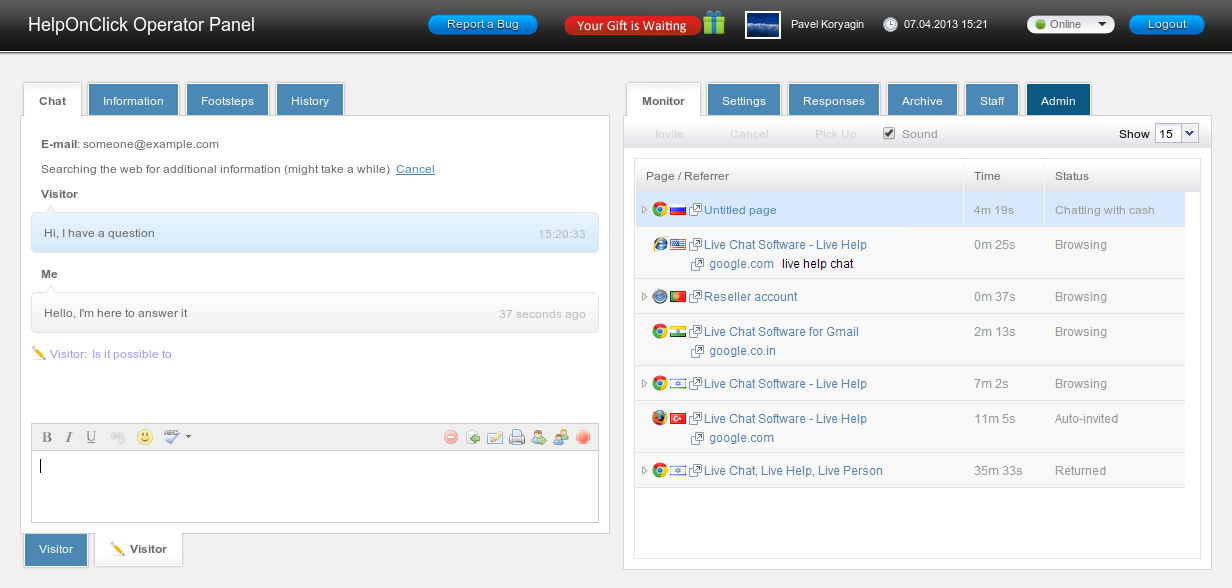 HelpOnClick Operator Panel
Report a Bug
Your Gift is Waiting
Pavel Koryagin
07.04.2013 15:21
Online
Logout
Chat Information Footsteps History
E-mail: someone@example.com
Searching the web for additional information (might take a while) Cancel
Visitor
Hi, I have a question 15:20:33
Me
Hello, I'm here to answer it 37 seconds ago
Visitor: Is it possible to
B I U ABC
Visitor Visitor
Monitor Settings Responses Archive Staff Admin
Invite Cancel Pick Up Sound Show 15
Page / Referrer Time Status
Untitled page 4m 19s Chatting with cash
Live Chat Software - Live Help 0m 25s Browsing
google.com live help chat
Reseller account 0m 37s Browsing
Live Chat Software for Gmail 2m 13s Browsing
google.co.in
Live Chat Software - Live Help 7m 2s Browsing
Live Chat Software - Live Help 11m 5s Auto-invited
google.com
Live Chat, Live Help, Live Person 35m 33s Returned